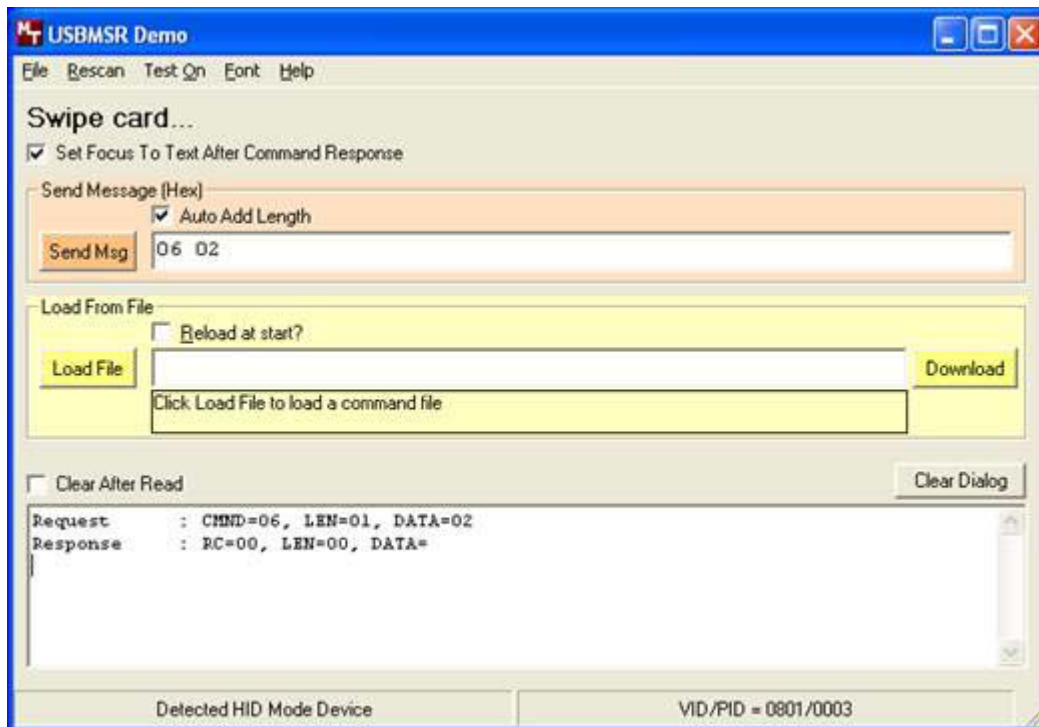 MT USBMSR Demo
File Rescan Test On Font Help
Swipe card...
Set Focus To Text After Command Response
Send Message (Hex)
Auto Add Length
Send Msg 06 02
Load From File
Reload at start?
Load File Download
Click Load File to load a command file
Clear After Read Clear Dialog
Request : CMND=06, LEN=01, DATA=02
Response : RC=00, LEN=00, DATA=
Detected HID Mode Device VID/PID = 0801/0003